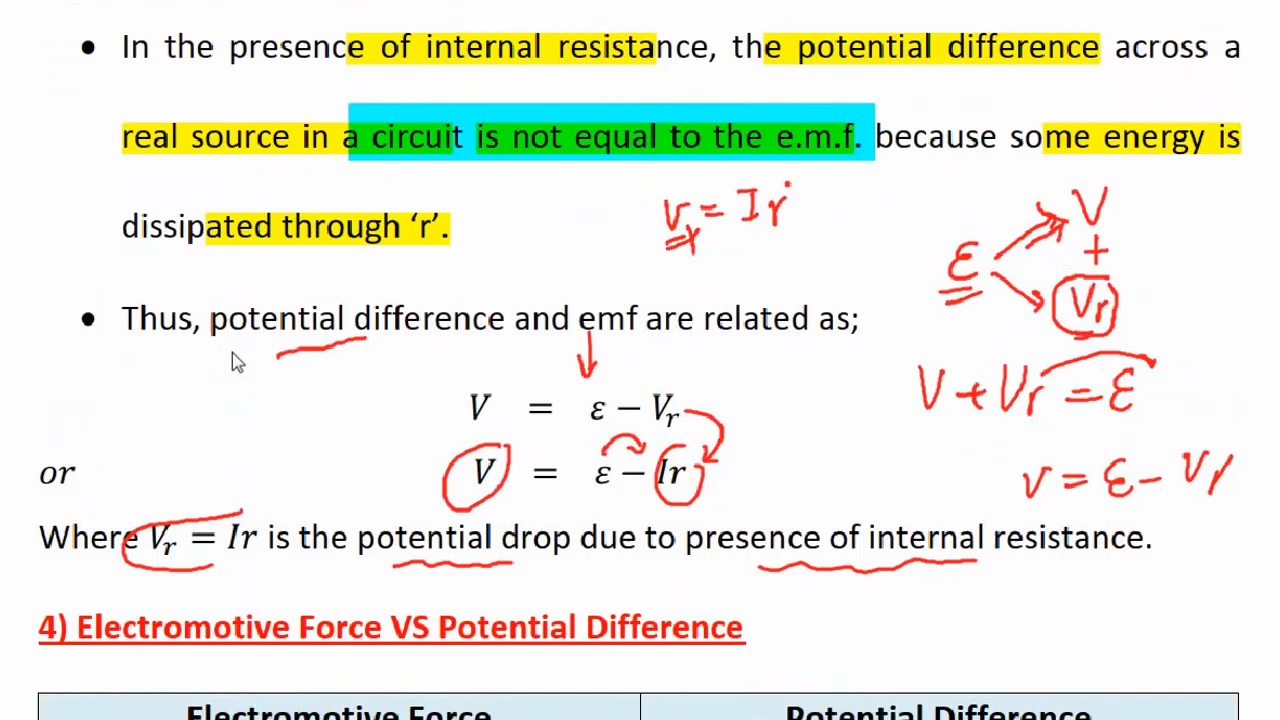 • In the presence of internal resistance, the potential difference across a
real source in a circuit is not equal to the e.m.f. because some energy is
dissipated through ‘r’.
V = Ir
ε V + Vr
• Thus, potential difference and emf are related as;
V + Vr = ε
V = ε − Vr
or V = ε − Ir
V = ε − Vr
Where Vr = Ir is the potential drop due to presence of internal resistance.
4) Electromotive Force VS Potential Difference
Electromotive Force Potential Difference